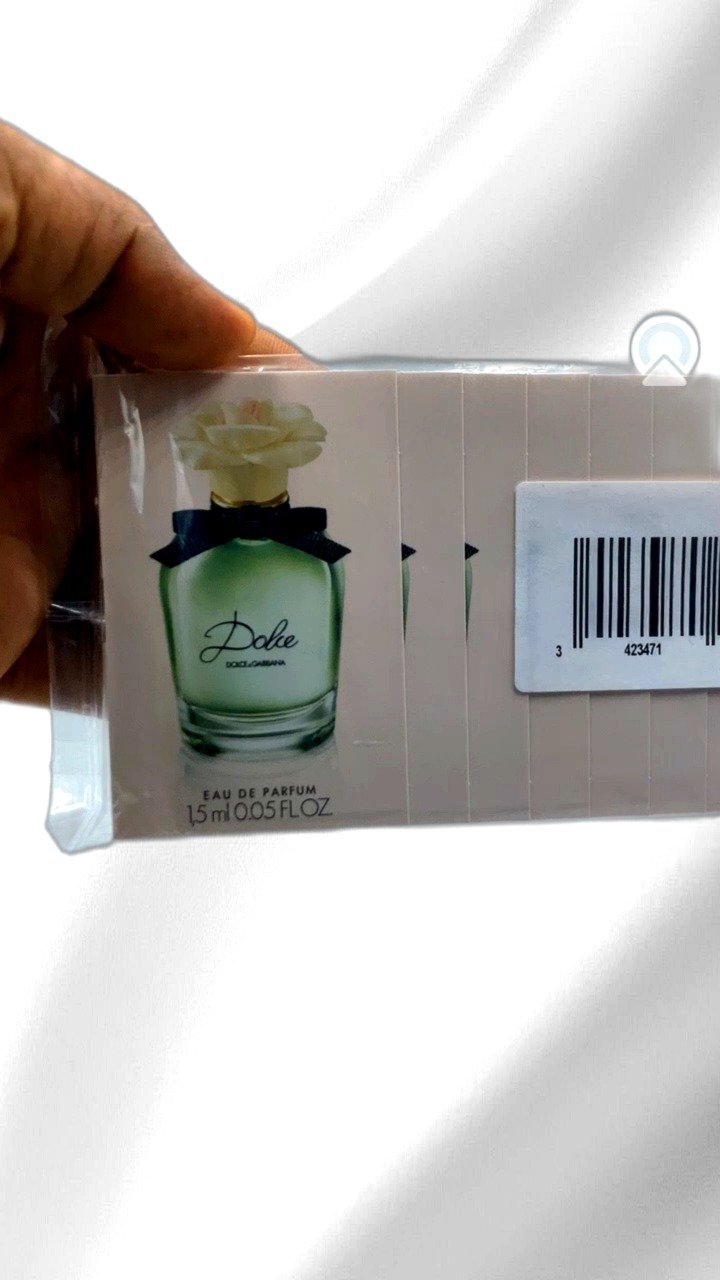 Dolce
DOLCE&GABBANA
EAU DE PARFUM
1,5 ml 0.05 FL OZ.
3 423471